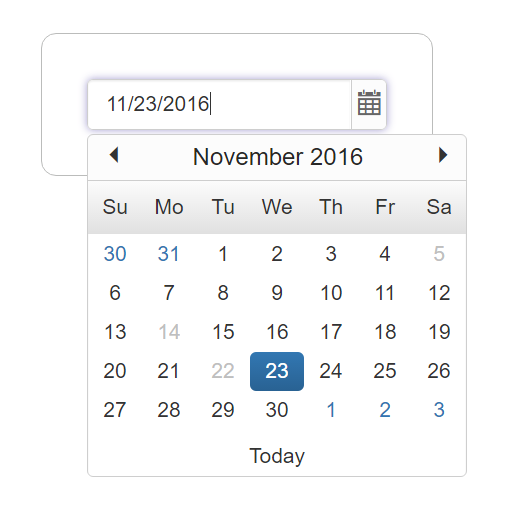 11/23/2016
November 2016
Su Mo Tu We Th Fr Sa
30 31 1 2 3 4 5
6 7 8 9 10 11 12
13 14 15 16 17 18 19
20 21 22 23 24 25 26
27 28 29 30 1 2 3
Today